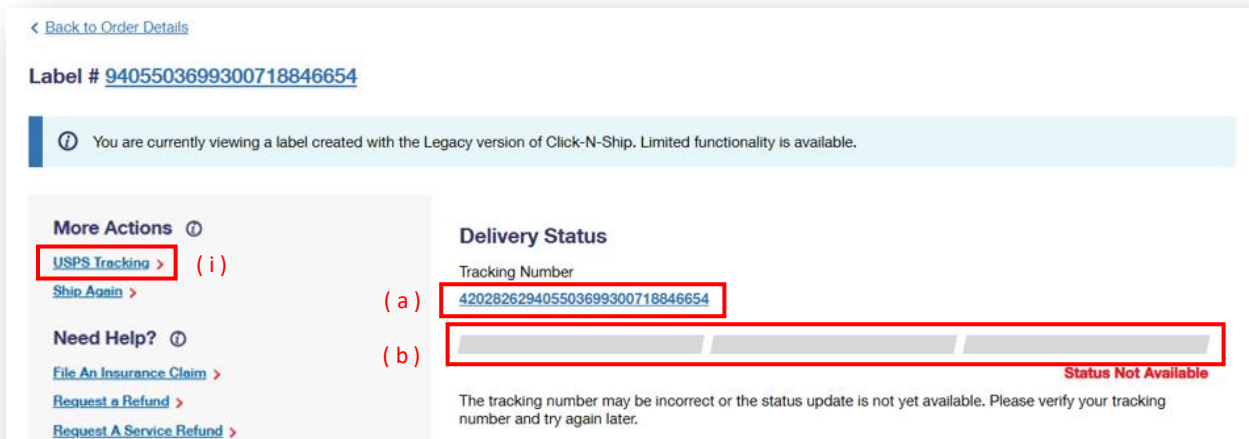 Back to Order Details
Label # 9405503699300718846654
You are currently viewing a label created with the Legacy version of Click-N-Ship. Limited functionality is available.
More Actions
USPS Tracking
( i )
Ship Again
Need Help?
File An Insurance Claim
Request a Refund
Request A Service Refund
Delivery Status
Tracking Number
( a )
420282629405503699300718846654
( b )
Status Not Available
The tracking number may be incorrect or the status update is not yet available. Please verify your tracking
number and try again later.